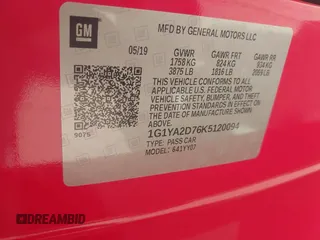 GM
MFD BY GENERAL MOTORS LLC
05/19
GVWR GAWR FRT GAWR RR
1758 KG 824 KG 934 KG
3875 LB 1816 LB 2059 LB
THIS VEHICLE CONFORMS TO ALL
APPLICABLE U.S. FEDERAL MOTOR
VEHICLE SAFETY, BUMPER, AND THEFT
PREVENTION STANDARDS IN EFFECT
ON THE DATE OF MANUFACTURE
SHOWN ABOVE.
1G1YA2D76K5120094
TYPE: PASS CAR
MODEL: 641YY07
9075
DREAMBID